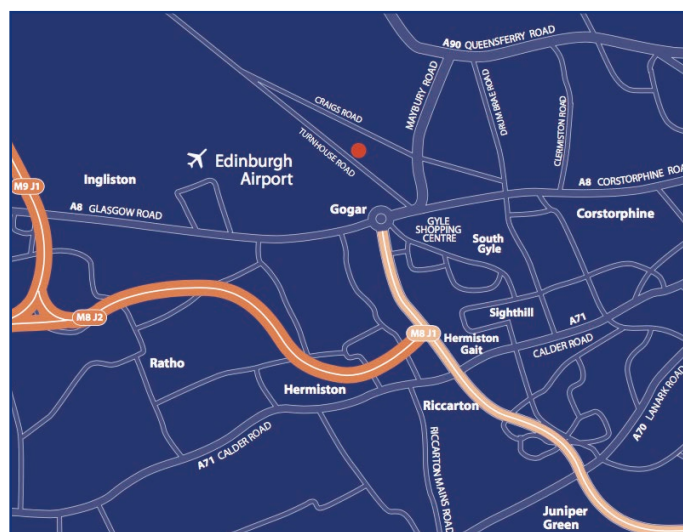 A90 QUEENSFERRY ROAD
MAYBURY ROAD
DRUM BRAE ROAD
CLERMISTON ROAD
CRAIGS ROAD
TURNHOUSE ROAD
Edinburgh
Airport
Ingliston
M9 J1
A8 GLASGOW ROAD
Gogar
A8 CORSTORPHINE ROAD
Corstorphine
GYLE
SHOPPING
CENTRE
South
Gyle
Sighthill
A71
CALDER ROAD
M8 J2
M8 J1
Hermiston
Gait
Ratho
Hermiston
Riccarton
A70 LANARK ROAD
A71 CALDER ROAD
RICCARTON MAINS ROAD
Juniper
Green